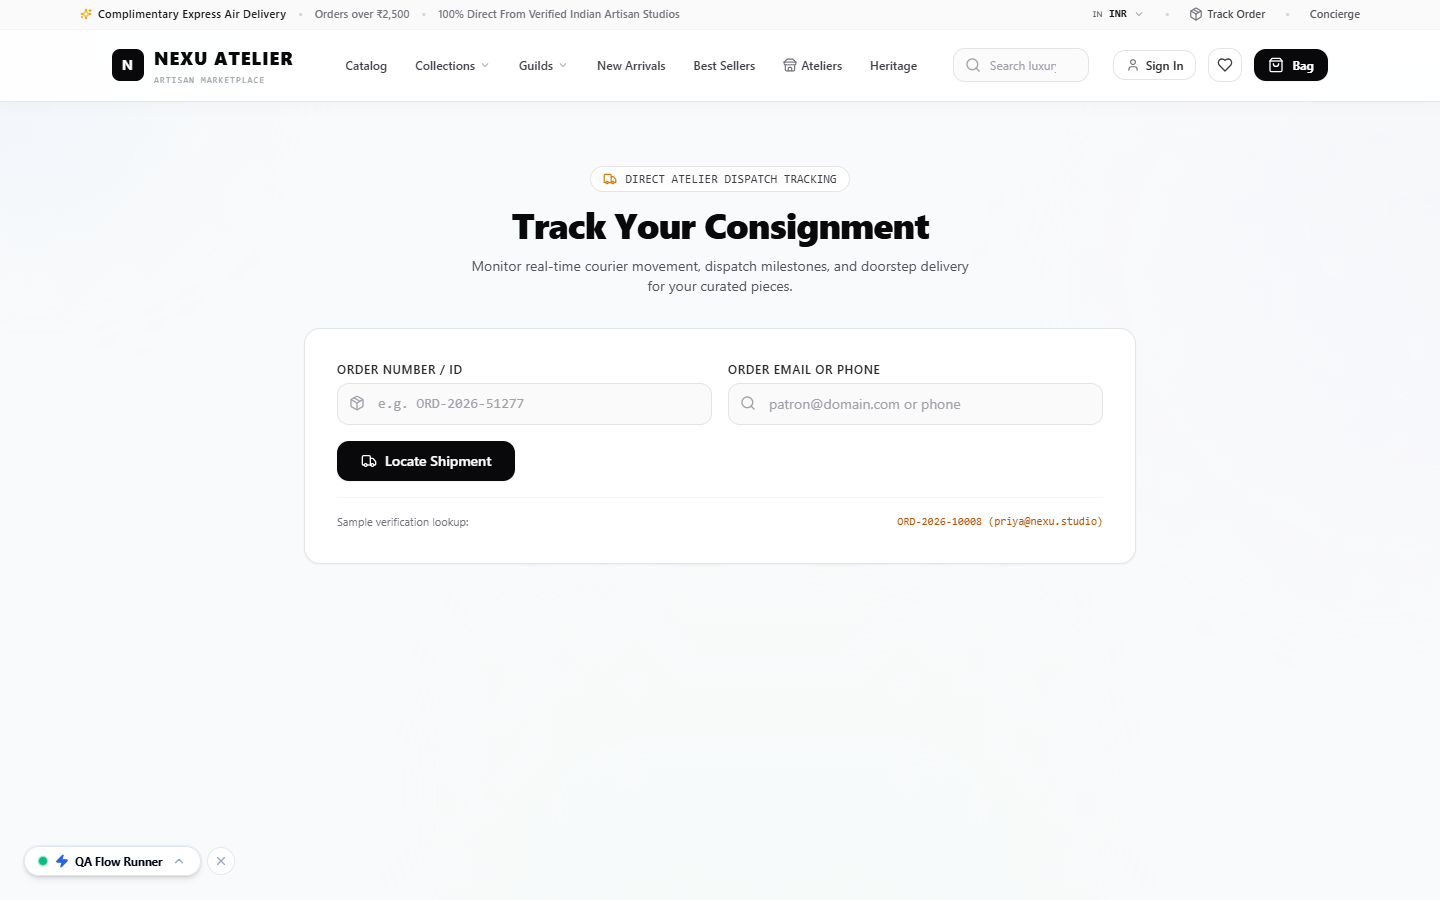 Complimentary Express Air Delivery • Orders over ₹2,500 • 100% Direct From Verified Indian Artisan Studios
IN INR • Track Order • Concierge
N NEXU ATELIER
ARTISAN MARKETPLACE
Catalog Collections Guilds New Arrivals Best Sellers Ateliers Heritage
Search luxur
Sign In
Bag
DIRECT ATELIER DISPATCH TRACKING
Track Your Consignment
Monitor real-time courier movement, dispatch milestones, and doorstep delivery
for your curated pieces.
ORDER NUMBER / ID
e.g. ORD-2026-51277
ORDER EMAIL OR PHONE
patron@domain.com or phone
Locate Shipment
Sample verification lookup:
ORD-2026-10008 (priya@nexu.studio)
QA Flow Runner